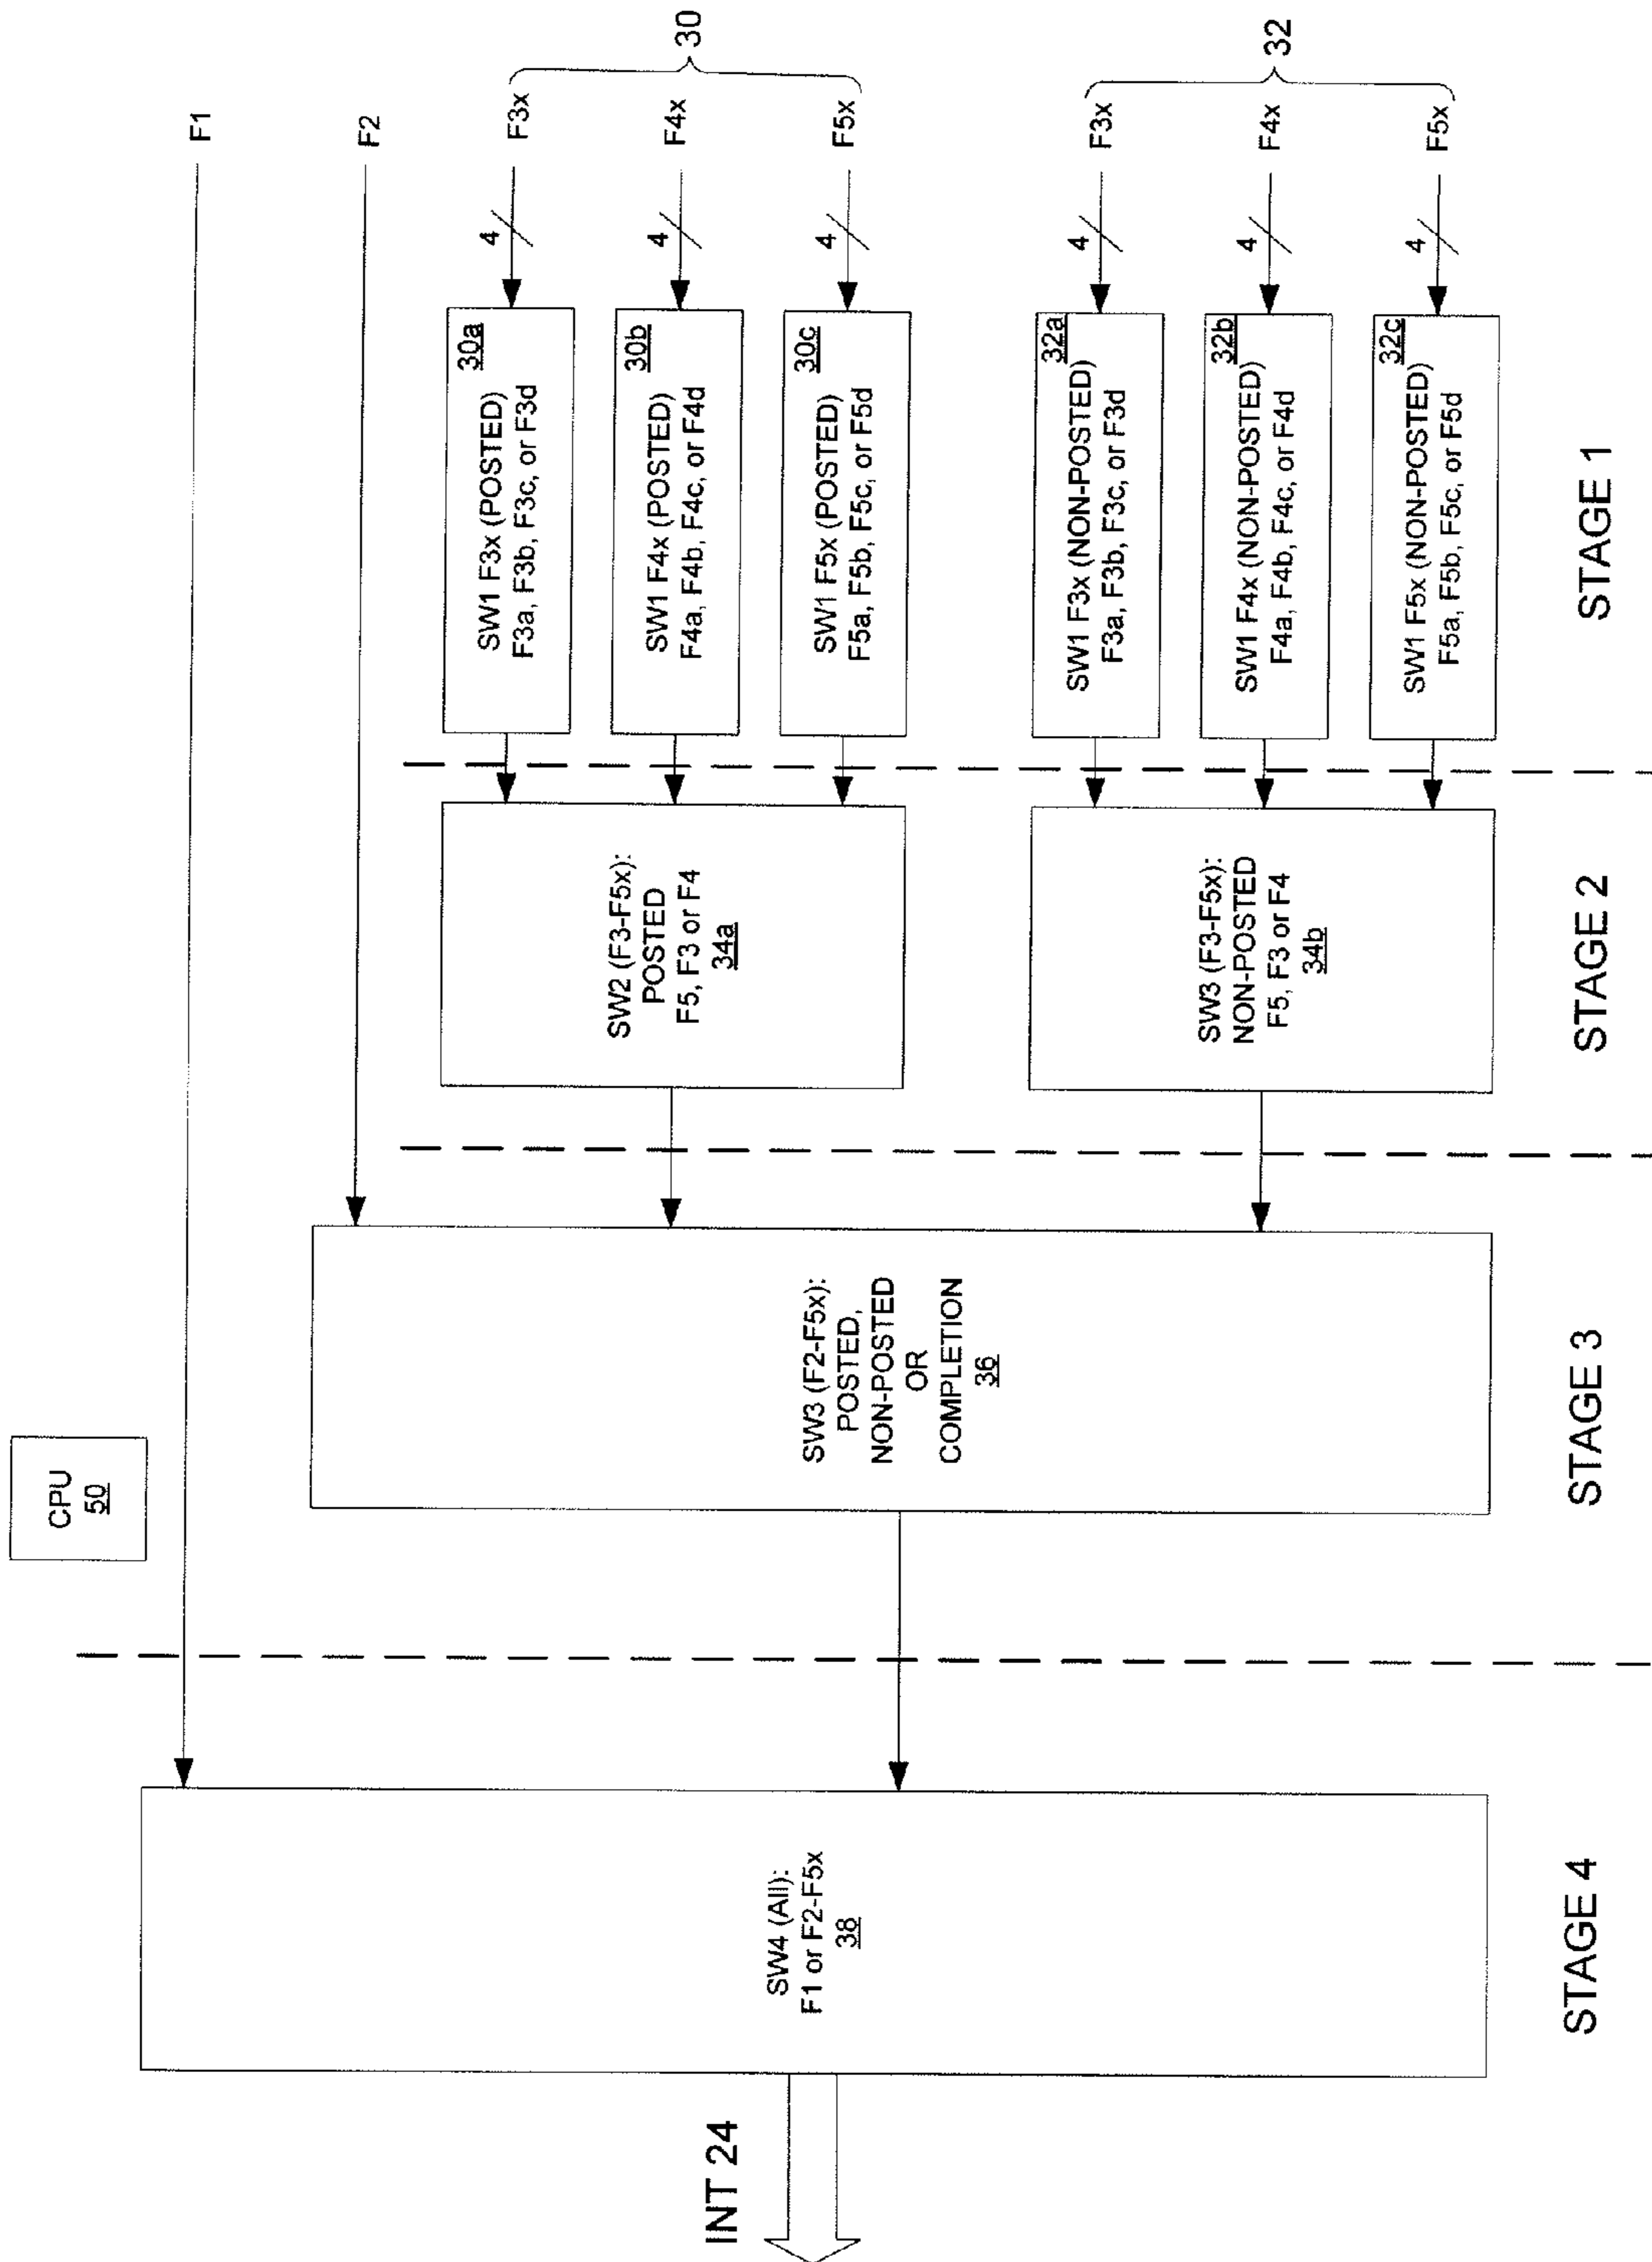 CPU
50
F1
F2
F3x
F4x
F5x
30
F3x
F4x
F5x
32
4
4
4
4
4
4
30a
SW1 F3x (POSTED)
F3a, F3b, F3c, or F3d
30b
SW1 F4x (POSTED)
F4a, F4b, F4c, or F4d
30c
SW1 F5x (POSTED)
F5a, F5b, F5c, or F5d
32a
SW1 F3x (NON-POSTED)
F3a, F3b, F3c, or F3d
32b
SW1 F4x (NON-POSTED)
F4a, F4b, F4c, or F4d
32c
SW1 F5x (NON-POSTED)
F5a, F5b, F5c, or F5d
STAGE 1
SW2 (F3-F5x):
POSTED
F5, F3 or F4
34a
SW3 (F3-F5x):
NON-POSTED
F5, F3 or F4
34b
STAGE 2
SW3 (F2-F5x):
POSTED,
NON-POSTED
OR
COMPLETION
36
STAGE 3
SW4 (All):
F1 or F2-F5x
38
STAGE 4
INT 24